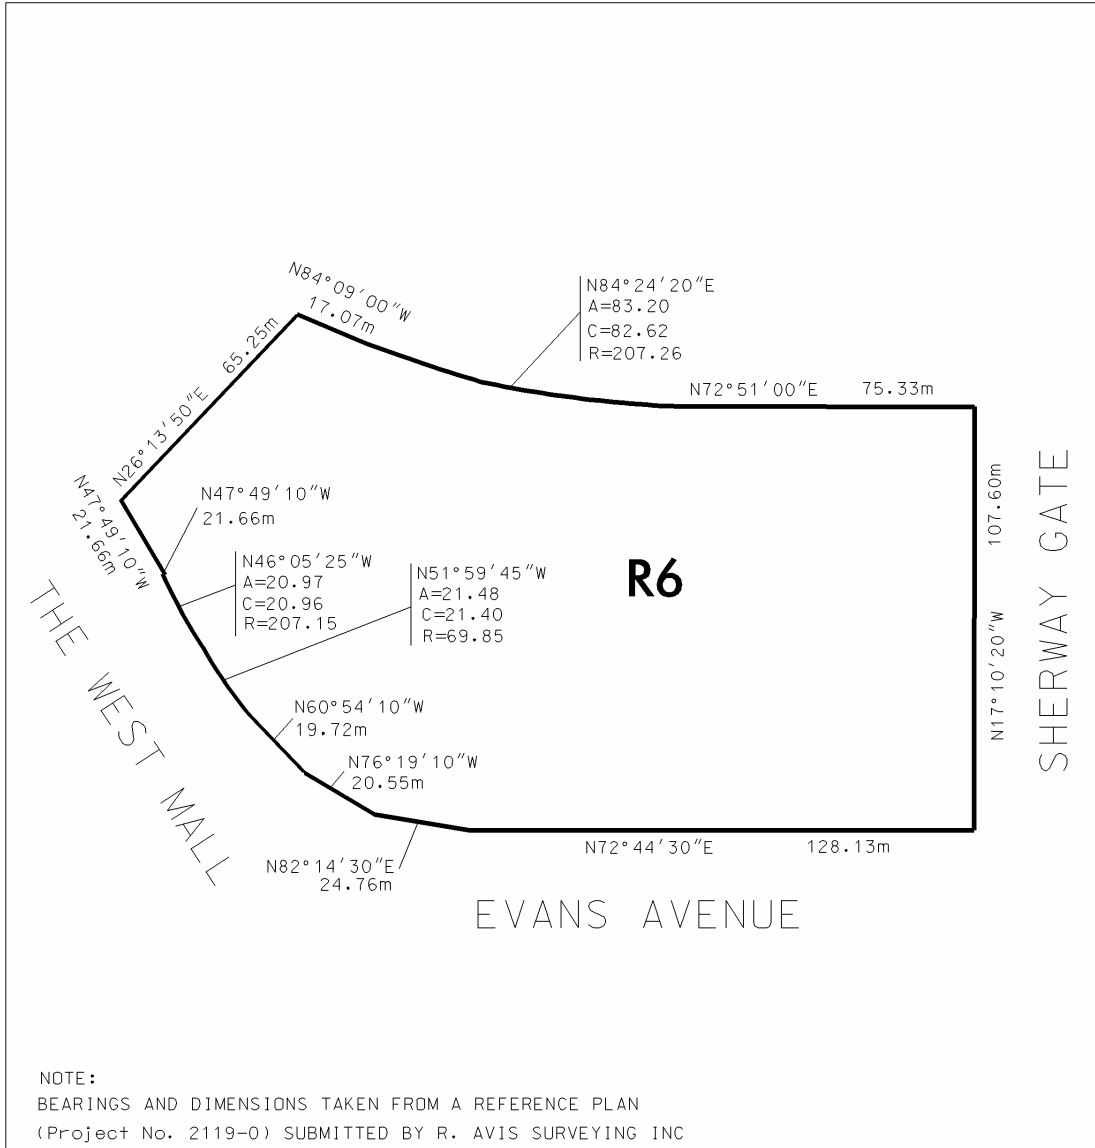 N84°09'00"W
17.07m
N84°24'20"E
A=83.20
C=82.62
R=207.26
65.25m
N26°13'50"E
N72°51'00"E 75.33m
N47°49'10"W
21.66m
N47°49'10"W
21.66m
N46°05'25"W
A=20.97
C=20.96
R=207.15
N51°59'45"W
A=21.48
C=21.40
R=69.85
R6
107.60m
N17°10'20"W
SHERWAY GATE
THE WEST MALL
N60°54'10"W
19.72m
N76°19'10"W
20.55m
N82°14'30"E
24.76m
N72°44'30"E 128.13m
EVANS AVENUE
NOTE:
BEARINGS AND DIMENSIONS TAKEN FROM A REFERENCE PLAN
(Project No. 2119-0) SUBMITTED BY R. AVIS SURVEYING INC